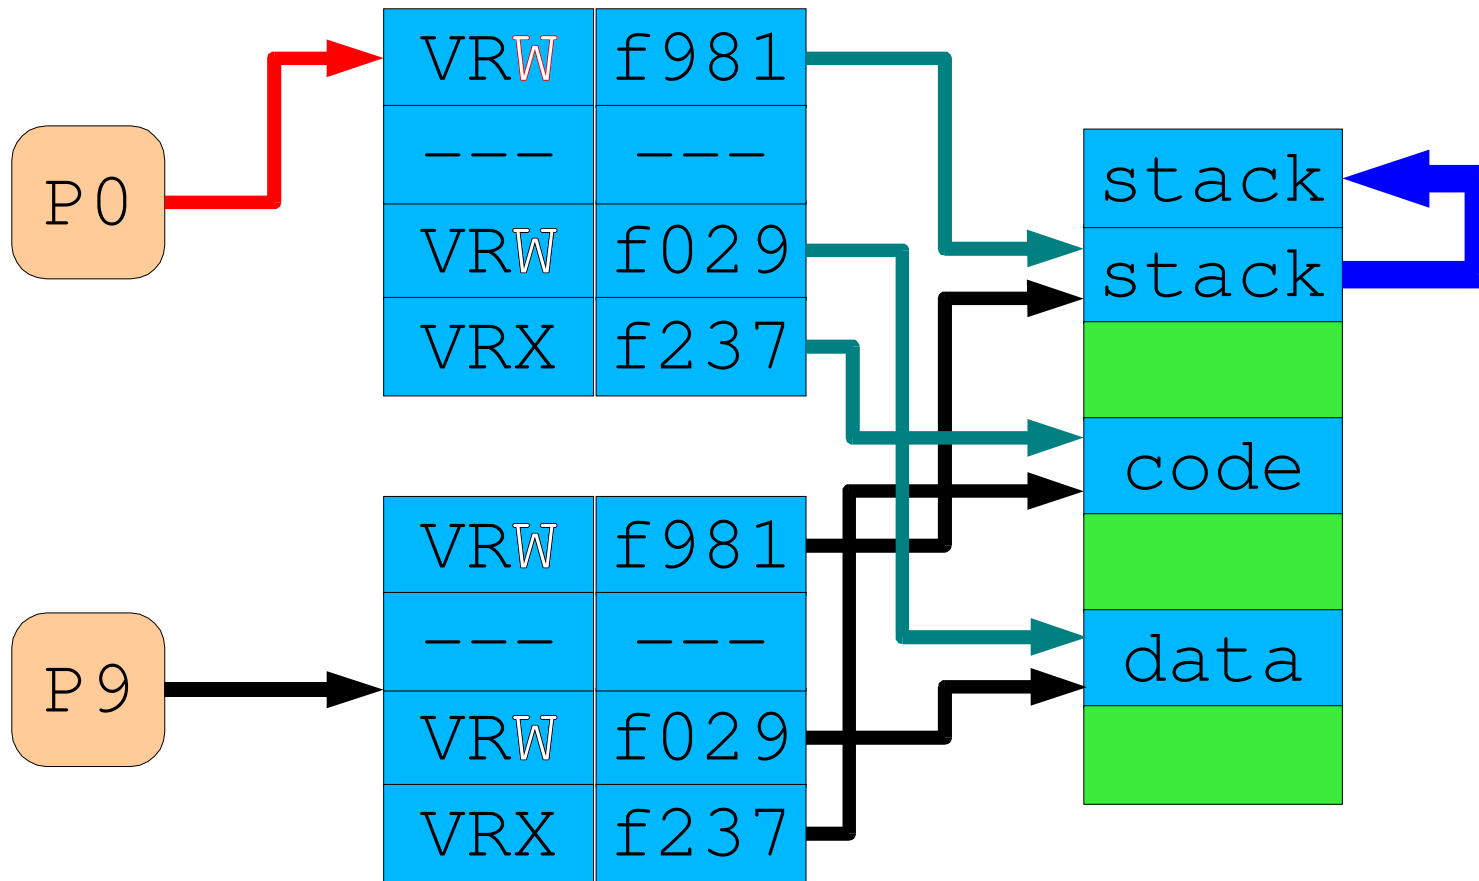 P0
VRW f981
--- ---
VRW f029
VRX f237
P9
VRW f981
--- ---
VRW f029
VRX f237
stack
stack
code
data